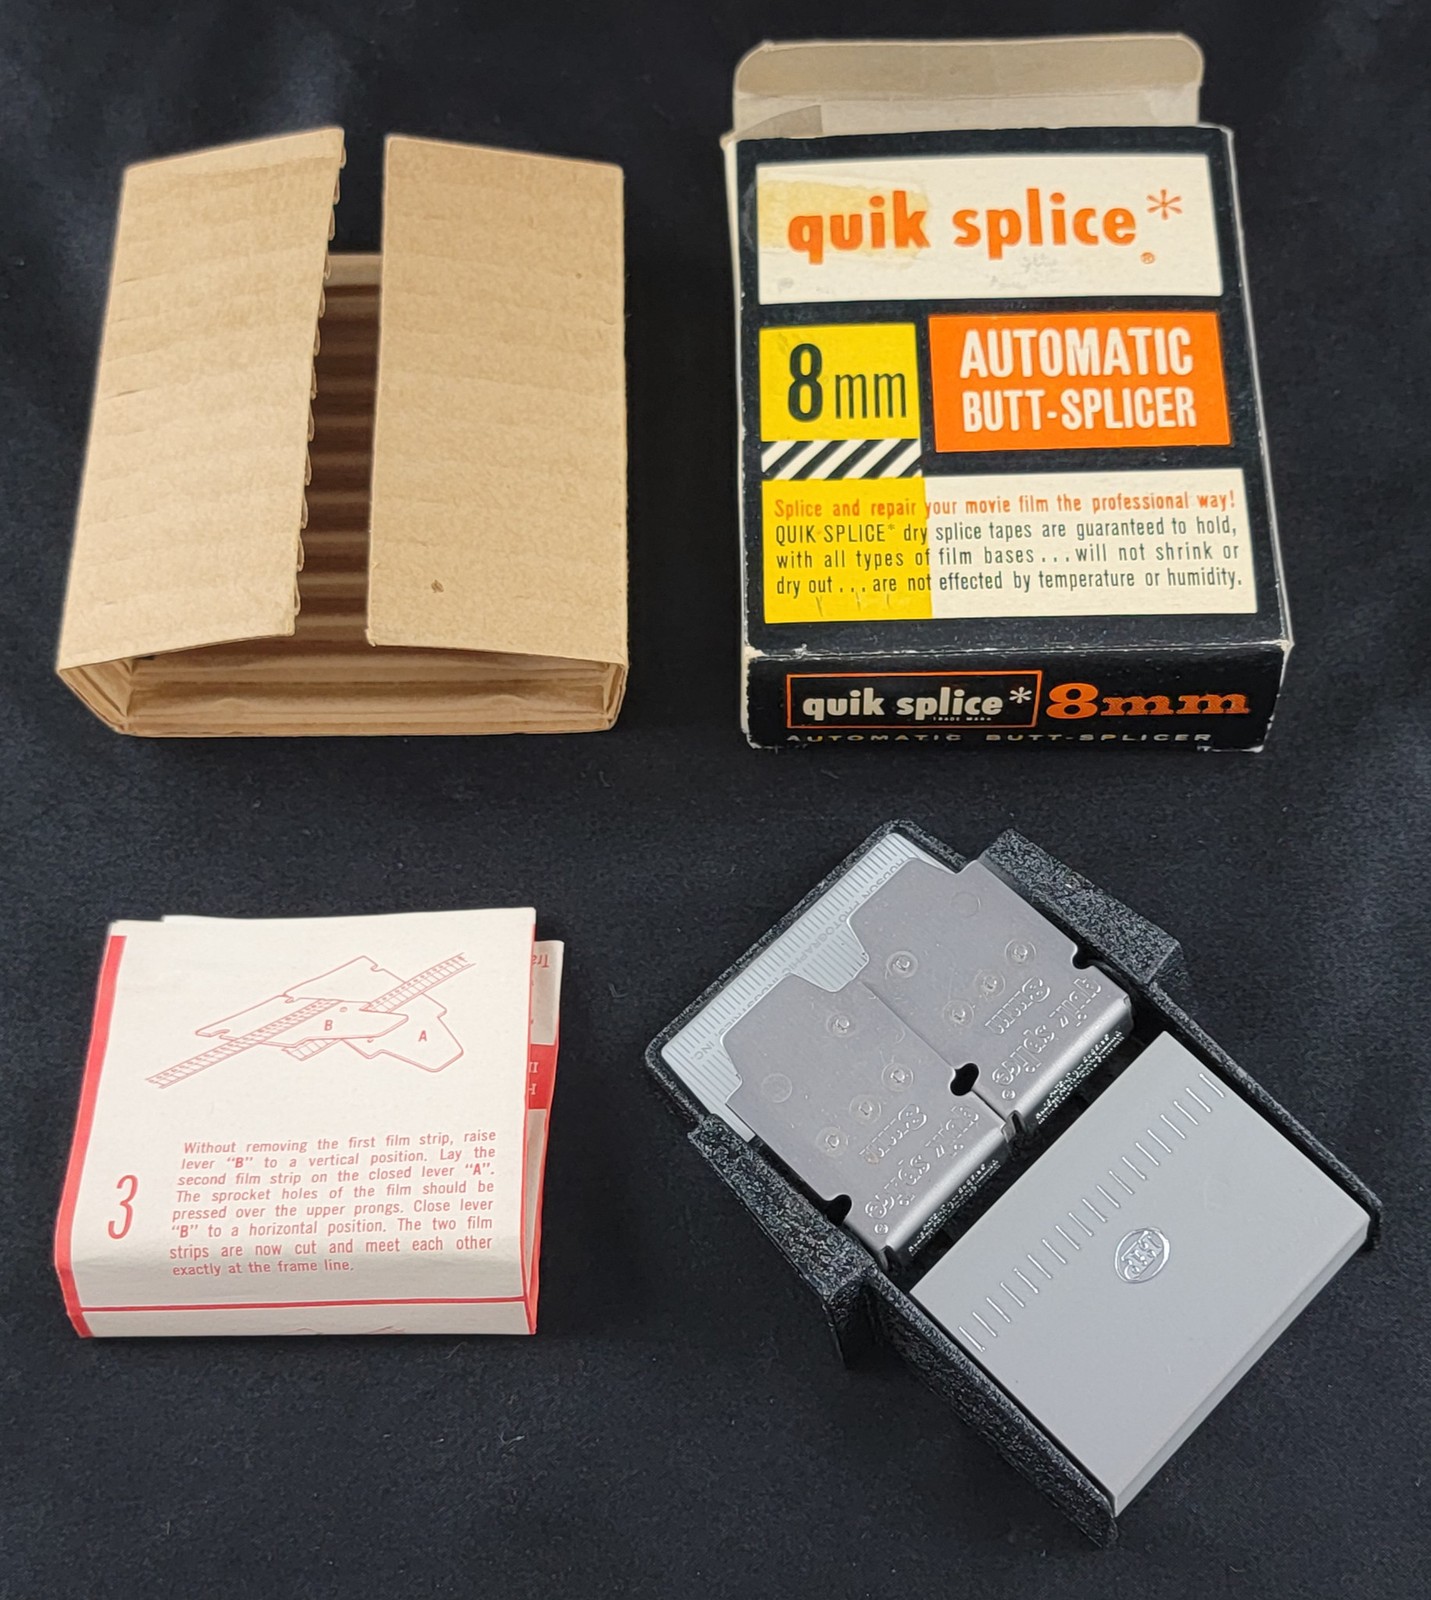 quik splice*
®
8mm
AUTOMATIC
BUTT-SPLICER
Splice and repair your movie film the professional way!
QUIK SPLICE* dry splice tapes are guaranteed to hold,
with all types of film bases...will not shrink or
dry out...are not effected by temperature or humidity.
quik splice* 8mm
TRADE MARK
AUTOMATIC BUTT-SPLICER
B
A
3
Without removing the first film strip, raise
lever "B" to a vertical position. Lay the
second film strip on the closed lever "A".
The sprocket holes of the film should be
pressed over the upper prongs. Close lever
"B" to a horizontal position. The two film
strips are now cut and meet each other
exactly at the frame line.
Tra
HUDSON PHOTOGRAPHIC INDUSTRIES INC
quik splice
®
8mm
quik splice
®
8mm